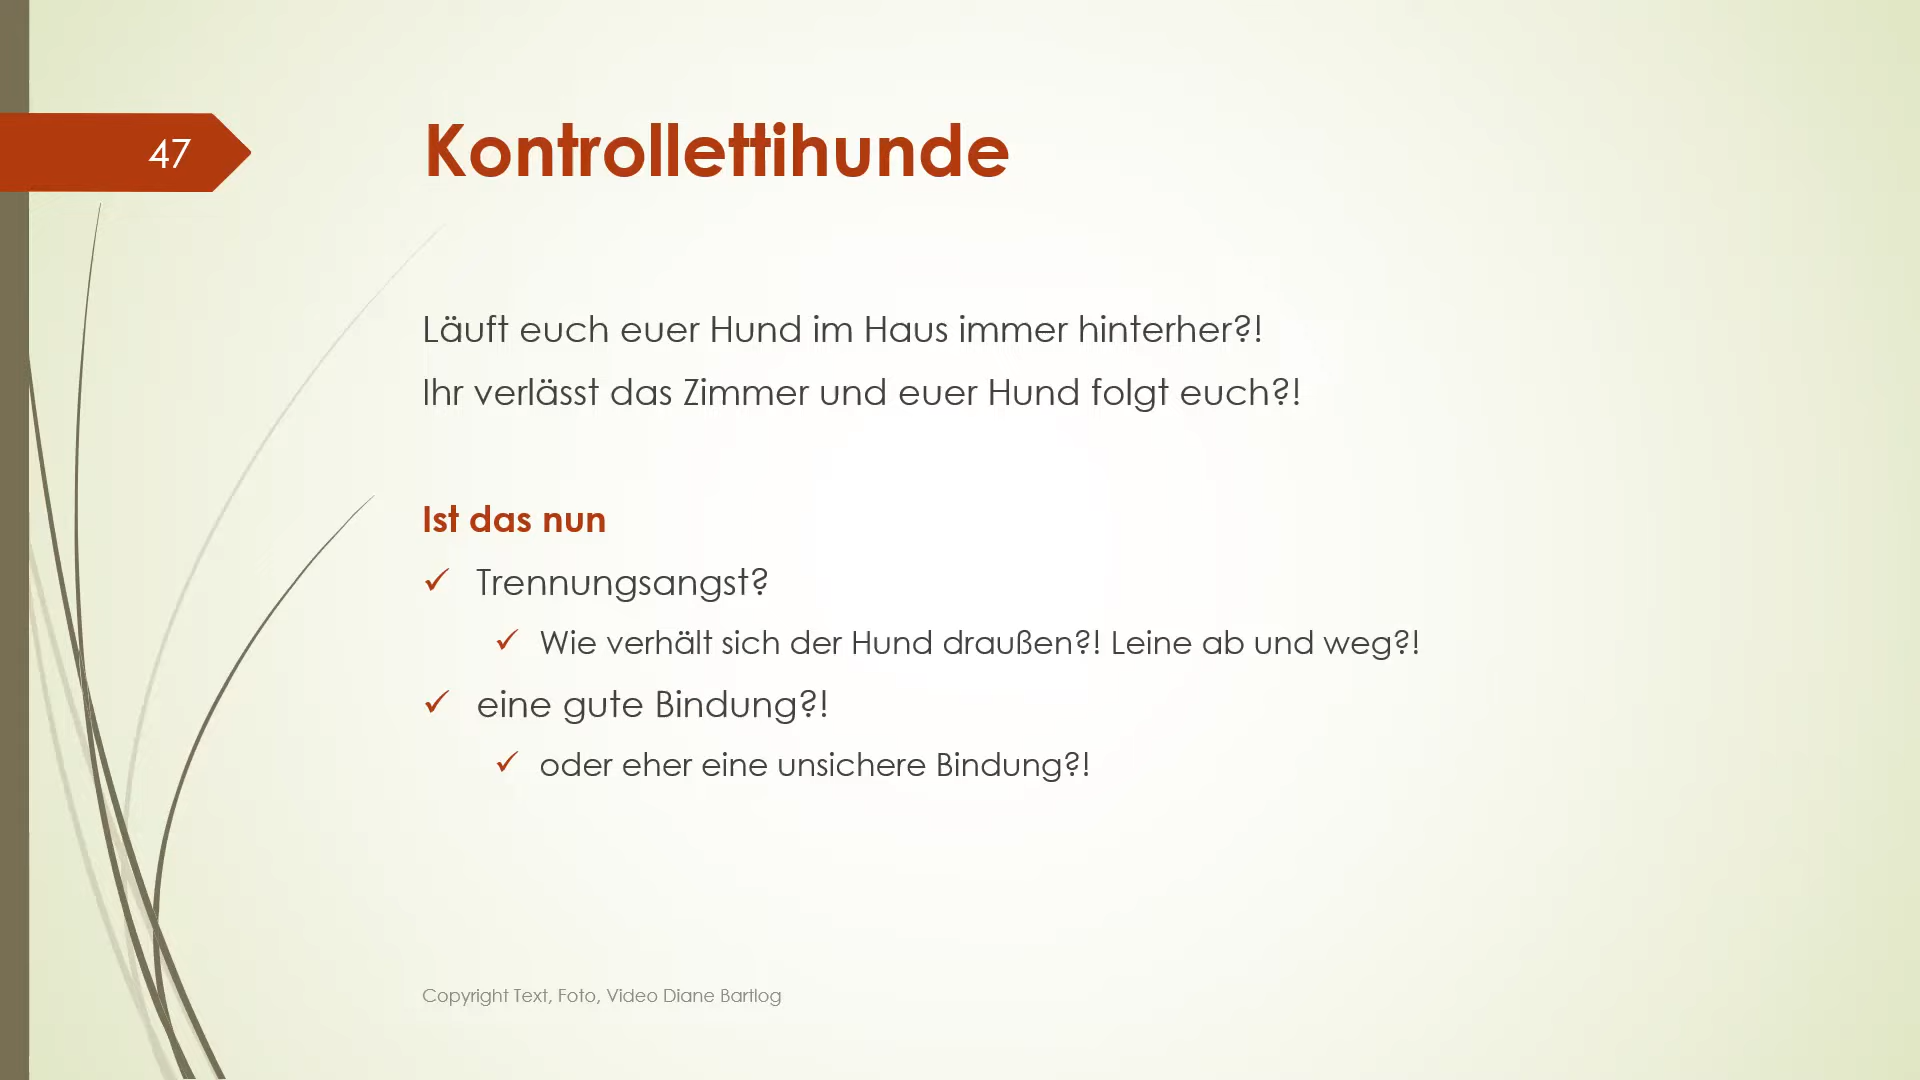 47
Kontrollettihunde
Läuft euch euer Hund im Haus immer hinterher?!
Ihr verlässt das Zimmer und euer Hund folgt euch?!
Ist das nun
✓ Trennungsangst?
✓ Wie verhält sich der Hund draußen?! Leine ab und weg?!
✓ eine gute Bindung?!
✓ oder eher eine unsichere Bindung?!
Copyright Text, Foto, Video Diane Bartlog